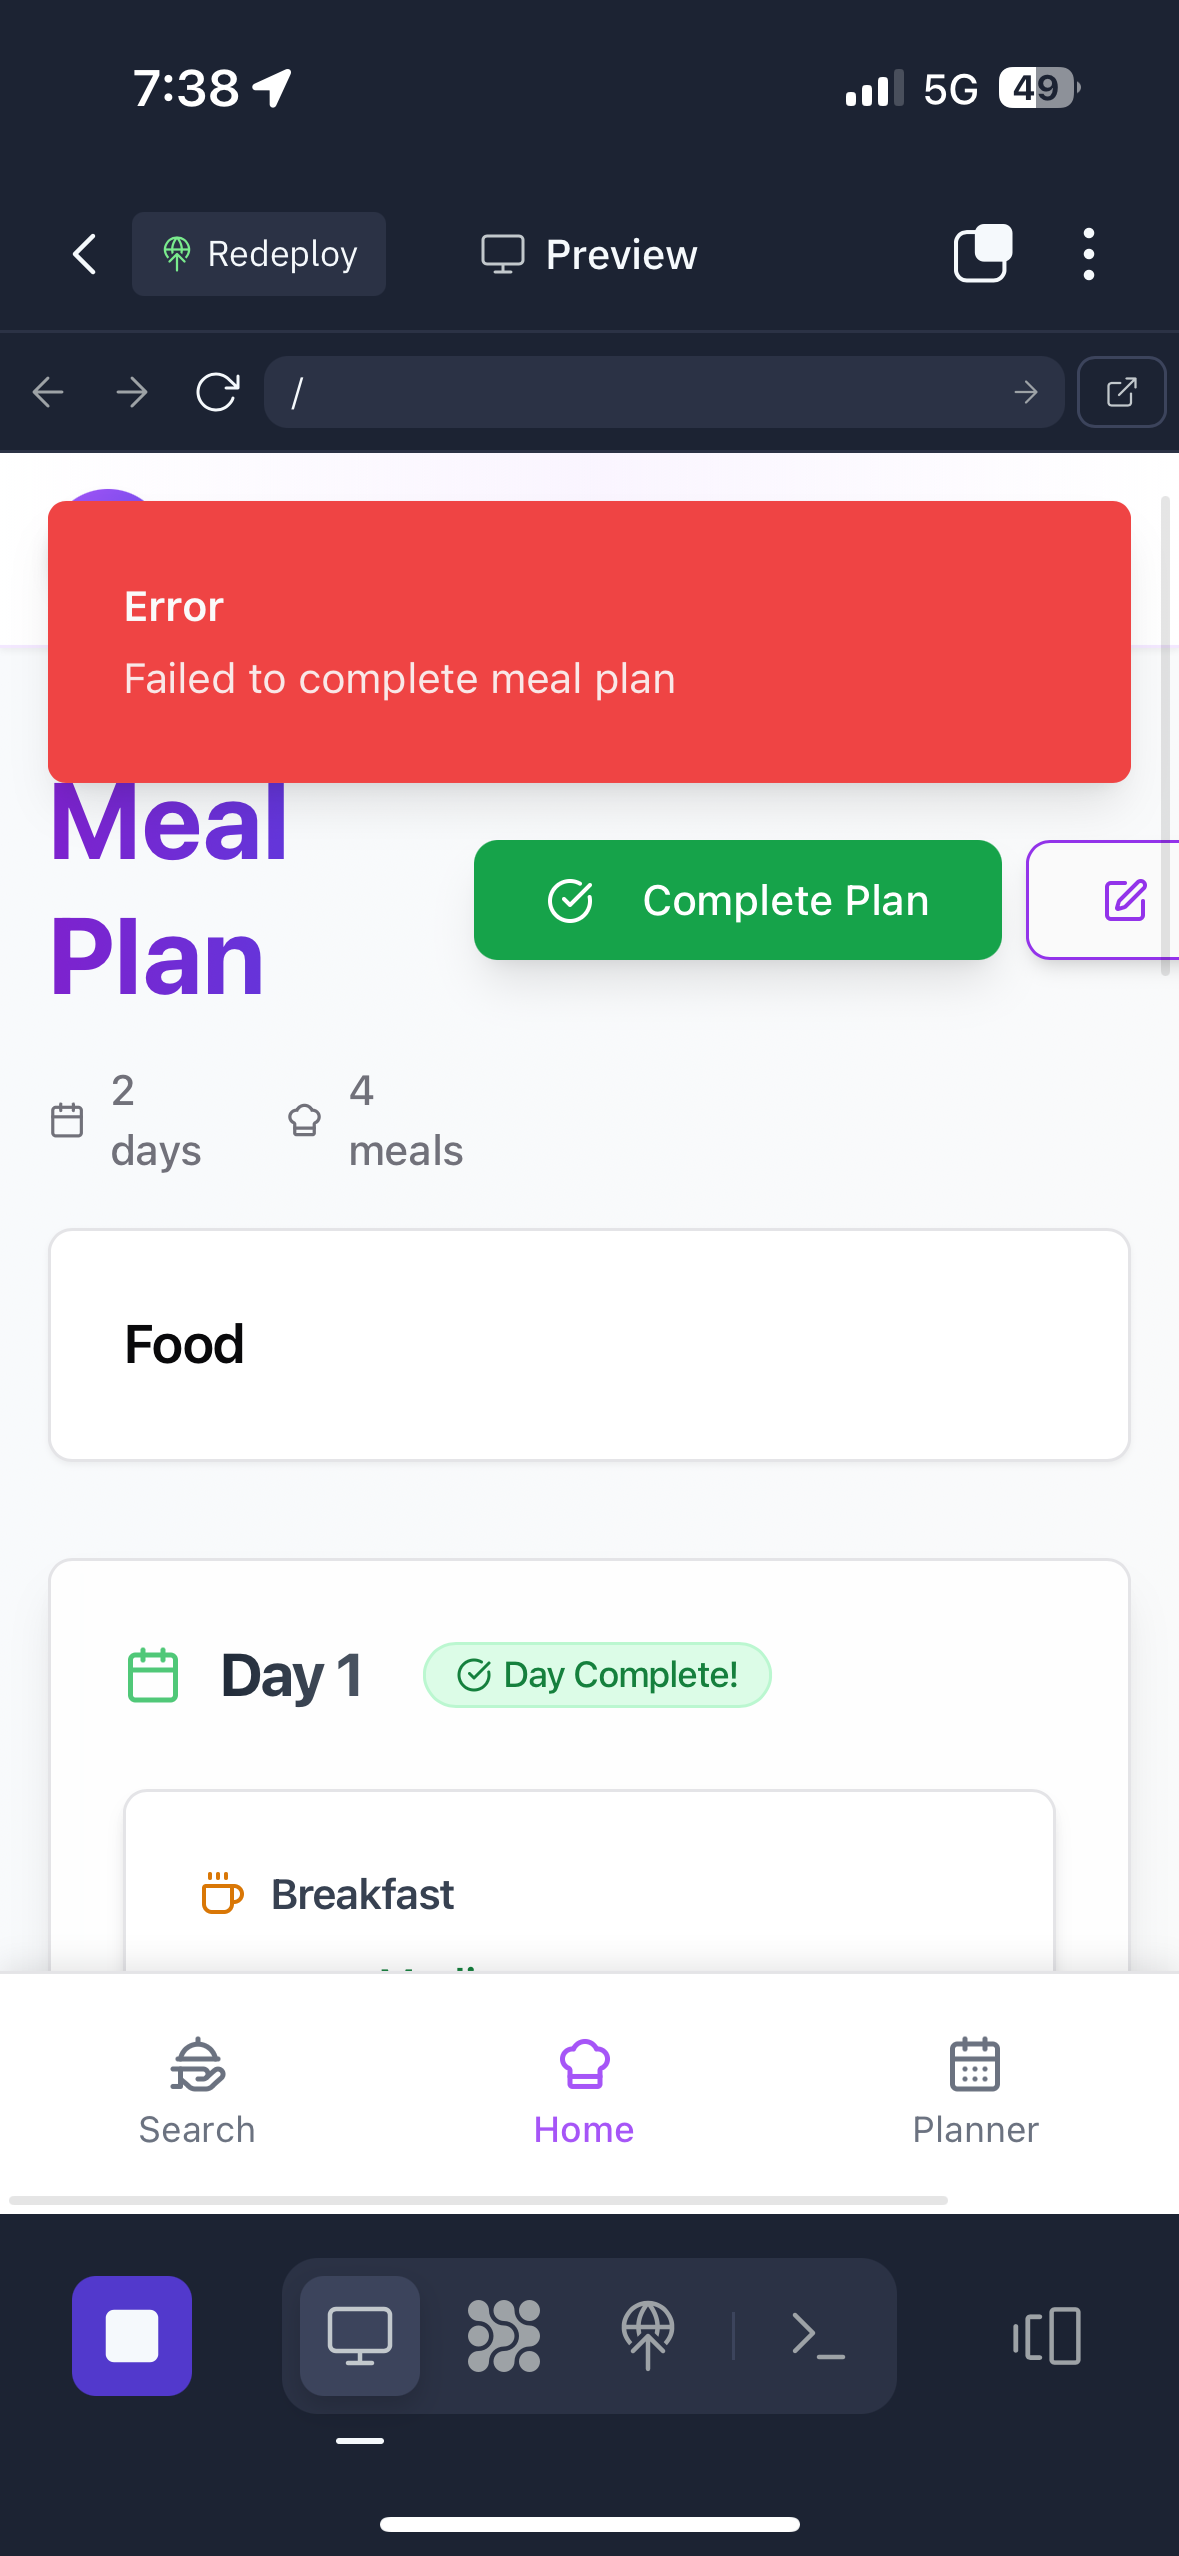 7:38
5G
49
Redeploy
Preview
/
Error
Failed to complete meal plan
Meal
Plan
Complete Plan
2
days
4
meals
Food
Day 1
Day Complete!
Breakfast
Search
Home
Planner